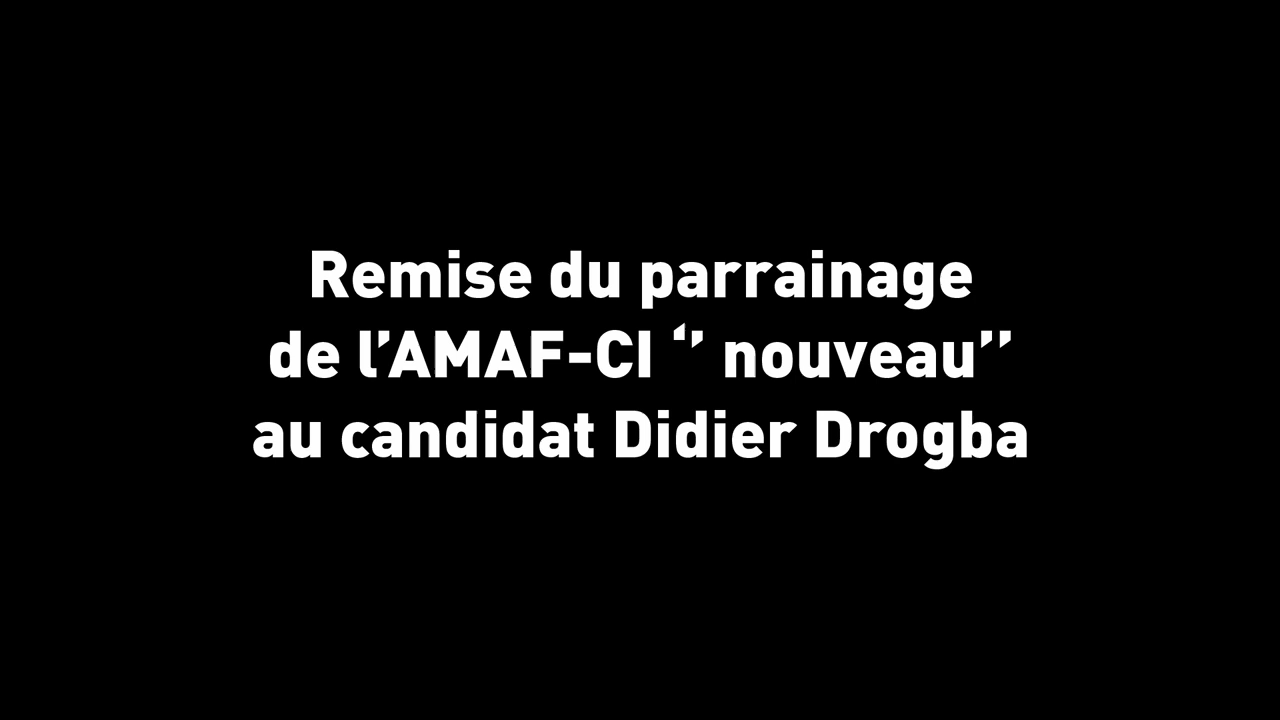 Remise du parrainage
de l’AMAF-CI ‘’ nouveau’’
au candidat Didier Drogba